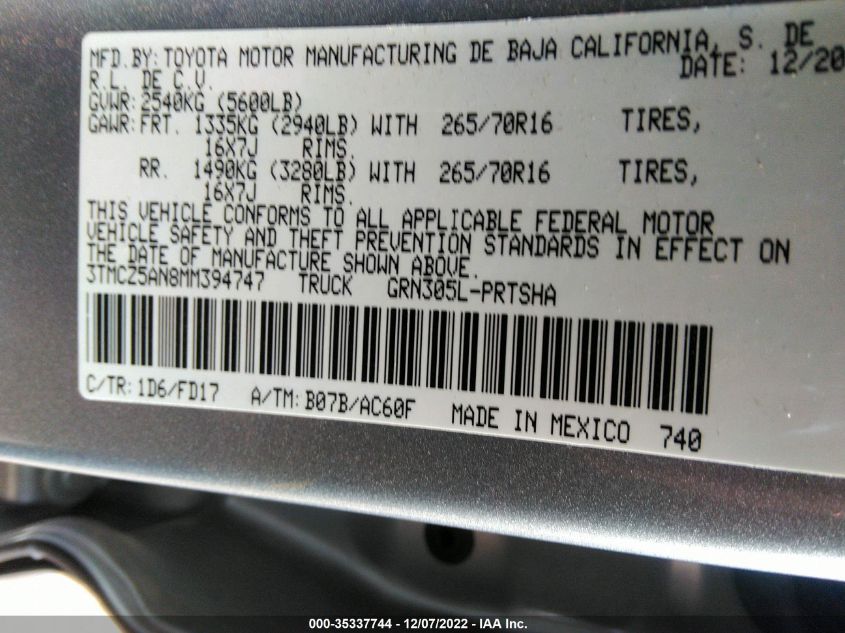 MFD.BY: TOYOTA MOTOR MANUFACTURING DE BAJA CALIFORNIA, S. DE
R.L. DE C.V. DATE: 12/20
GVWR: 2540KG (5600LB)
GAWR: FRT. 1335KG (2940LB) WITH 265/70R16 TIRES,
16X7J RIMS.
RR. 1490KG (3280LB) WITH 265/70R16 TIRES,
16X7J RIMS.
THIS VEHICLE CONFORMS TO ALL APPLICABLE FEDERAL MOTOR
VEHICLE SAFETY AND THEFT PREVENTION STANDARDS IN EFFECT ON
THE DATE OF MANUFACTURE SHOWN ABOVE.
3TMCZ5AN8MM394747 TRUCK GRN305L-PRTSHA
C/TR: 1D6/FD17 A/TM: B07B/AC60F MADE IN MEXICO 740
000-35337744 - 12/07/2022 - IAA Inc.